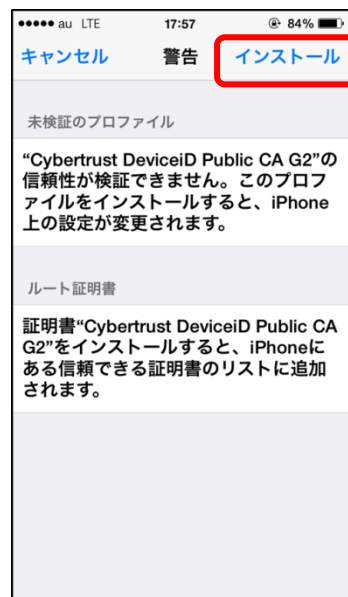 ●●●●● au LTE 17:57 84%
キャンセル 警告 インストール
未検証のプロファイル
“Cybertrust DeviceiD Public CA G2”の
信頼性が検証できません。このプロフ
ァイルをインストールすると、iPhone
上の設定が変更されます。
ルート証明書
証明書“Cybertrust DeviceiD Public CA
G2”をインストールすると、iPhoneに
ある信頼できる証明書のリストに追加
されます。